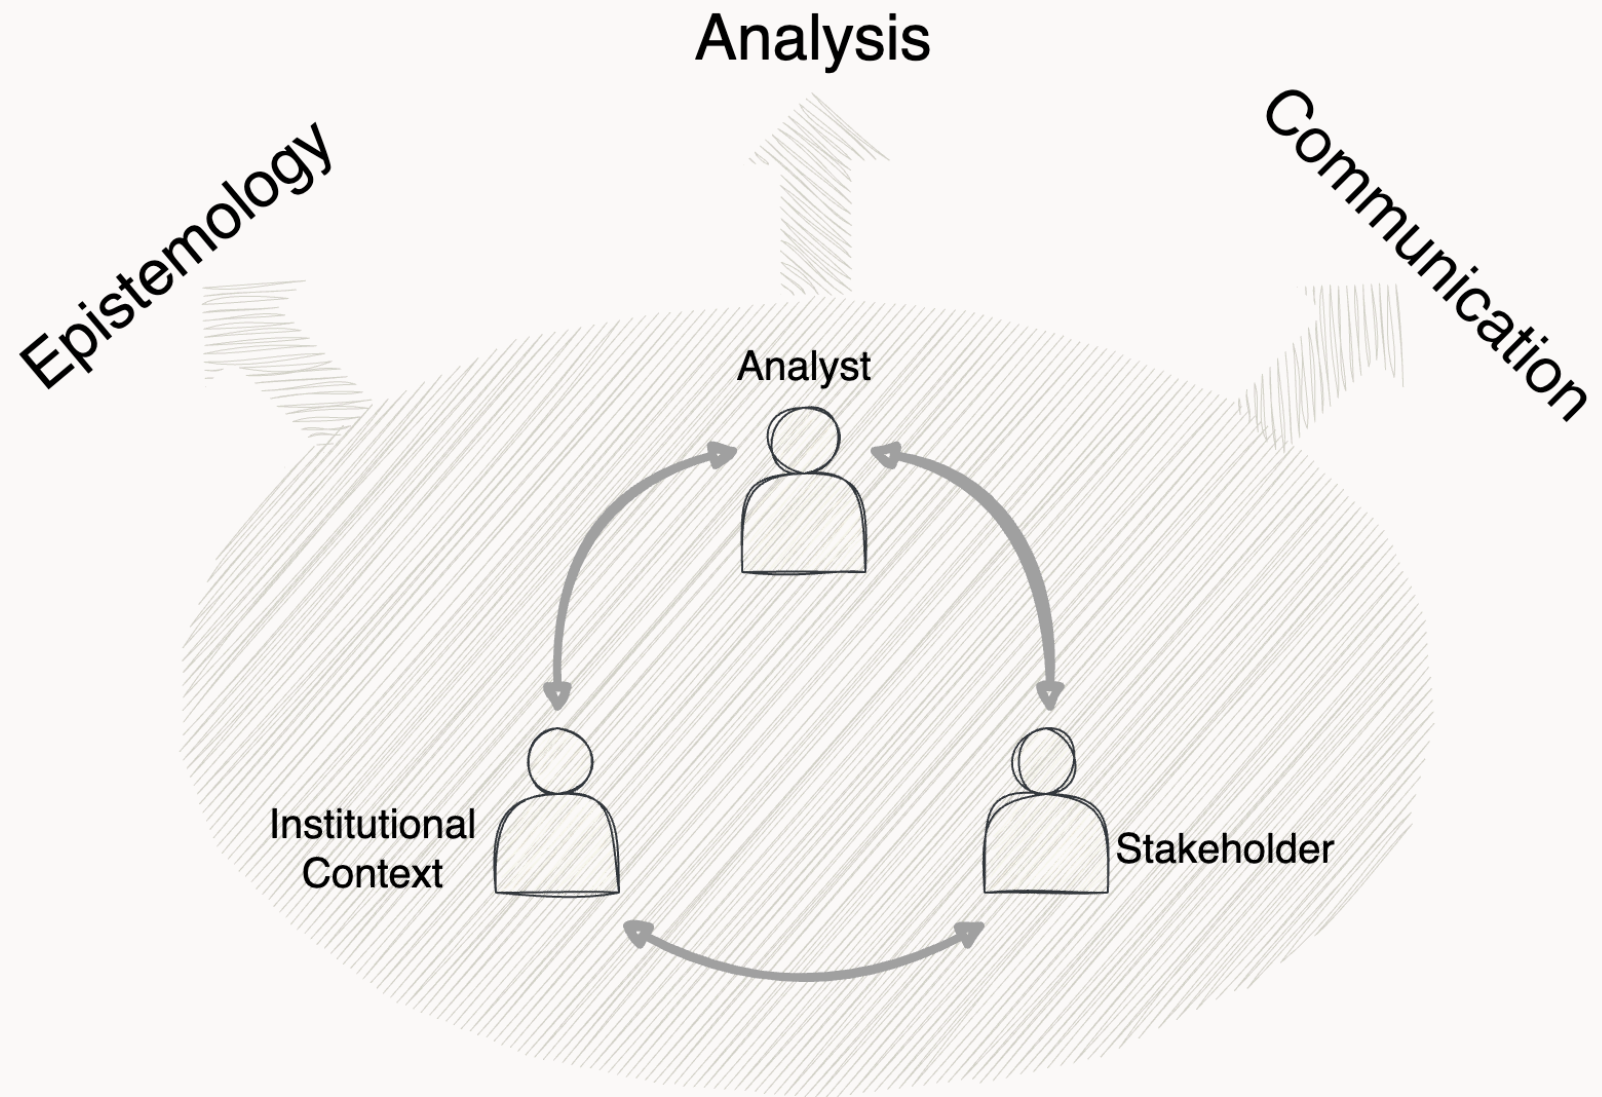 Analysis
Epistemology
Communication
Analyst
Institutional
Context
Stakeholder